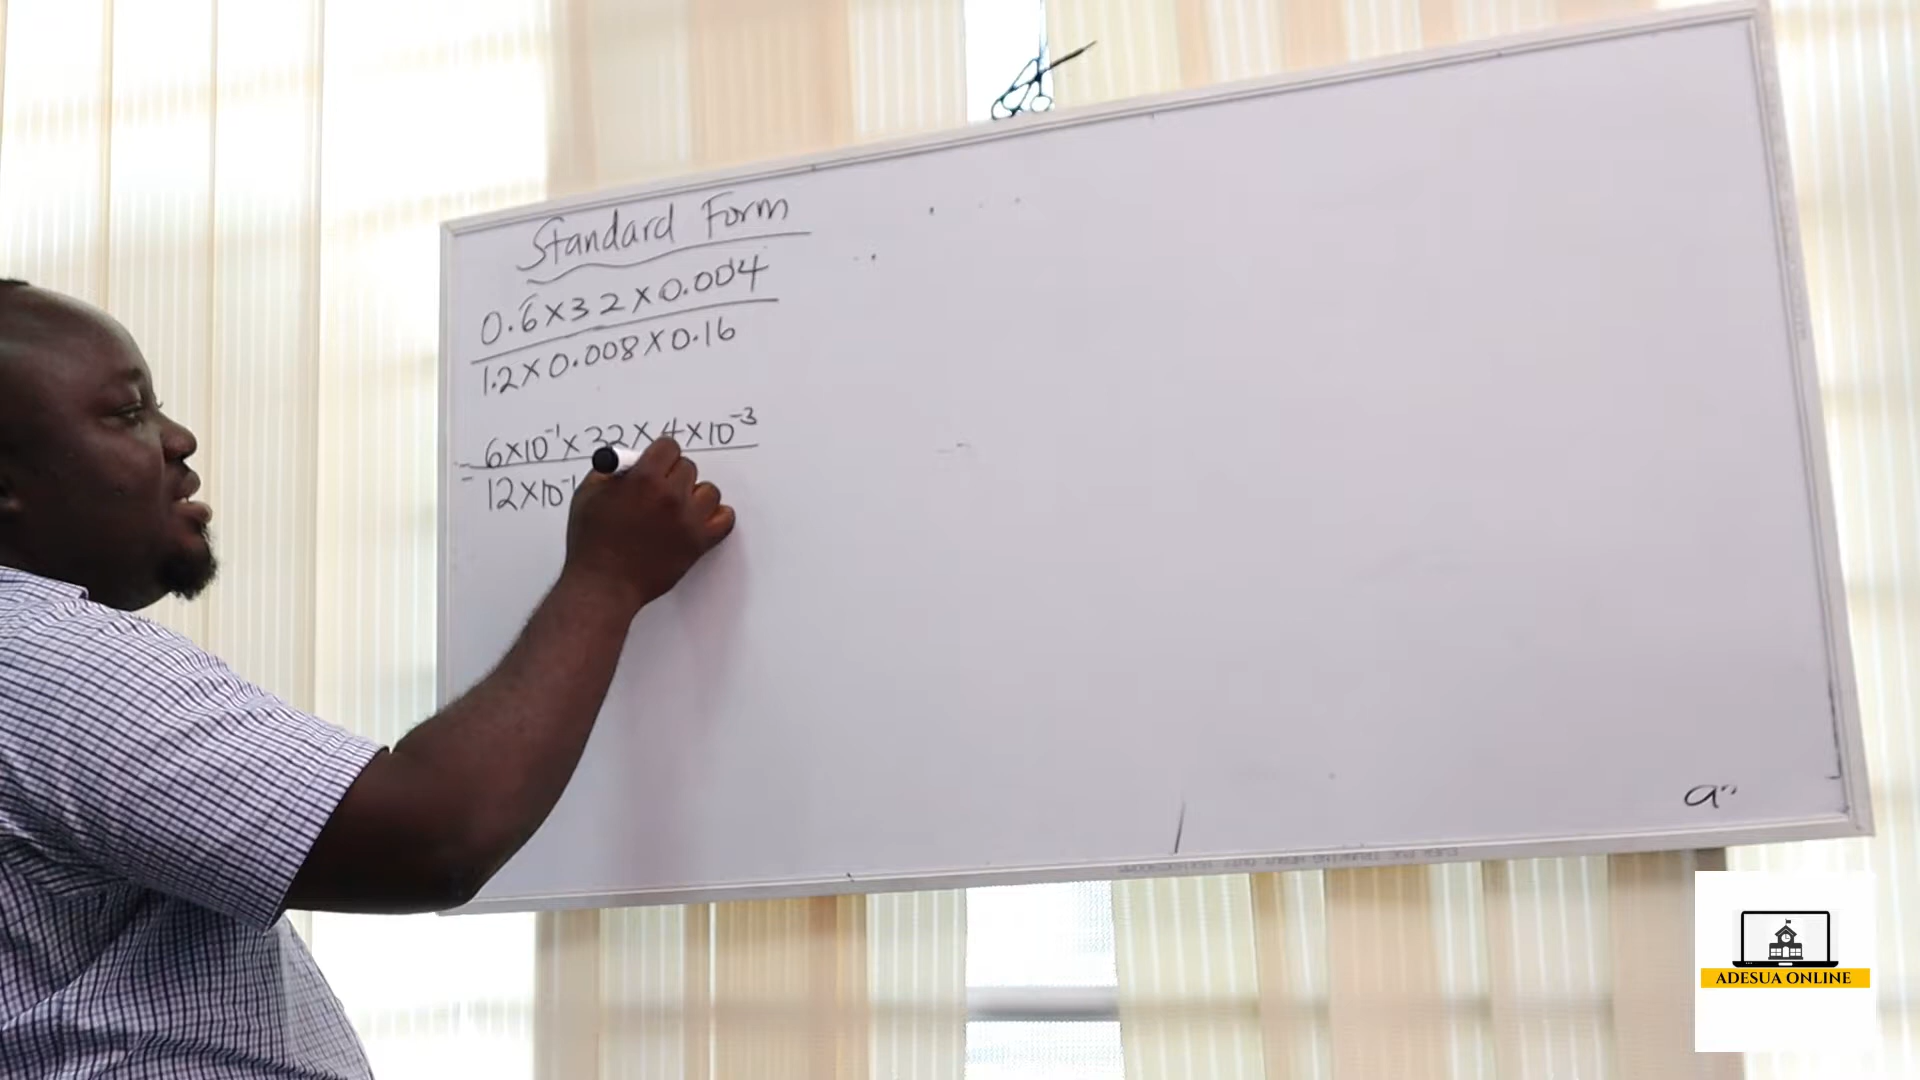 Standard Form
0.6×32×0.004
1.2×0.008×0.16
= 6×10⁻¹×32×4×10⁻³
12×10⁻¹
ADESUA ONLINE